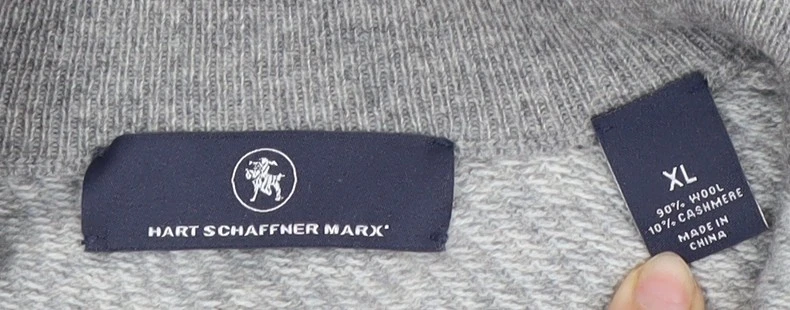 HART SCHAFFNER MARX®
XL
90% WOOL
10% CASHMERE
MADE IN
CHINA